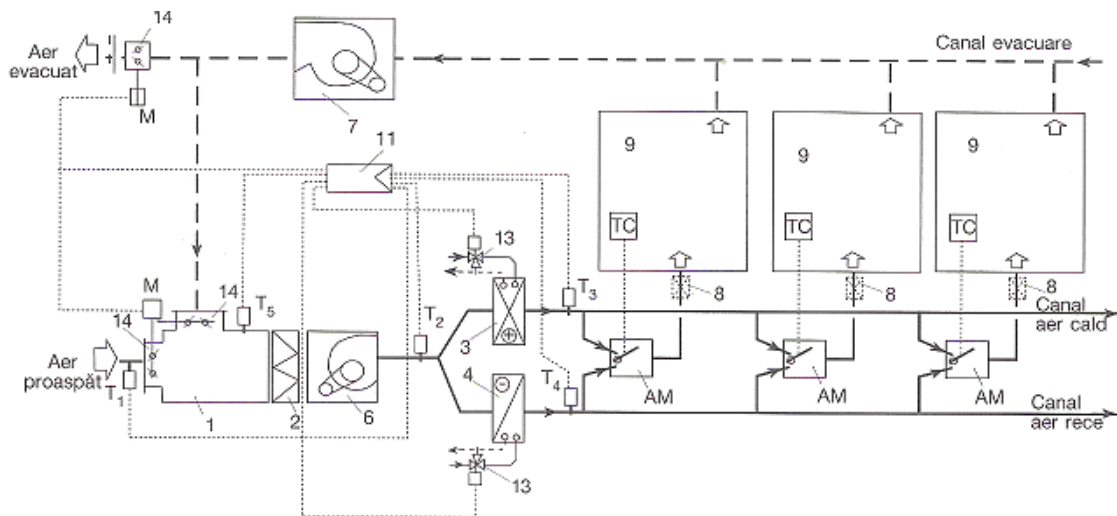 14
Aer
evacuat
M
7
Canal evacuare
11
9
9
9
TC
TC
TC
13
8
8
8
M
14
T5
T2
T3
Canal
aer cald
14
3
Aer
proaspăt
T1
4
T4
AM
AM
AM
1
2
6
13
Canal
aer rece